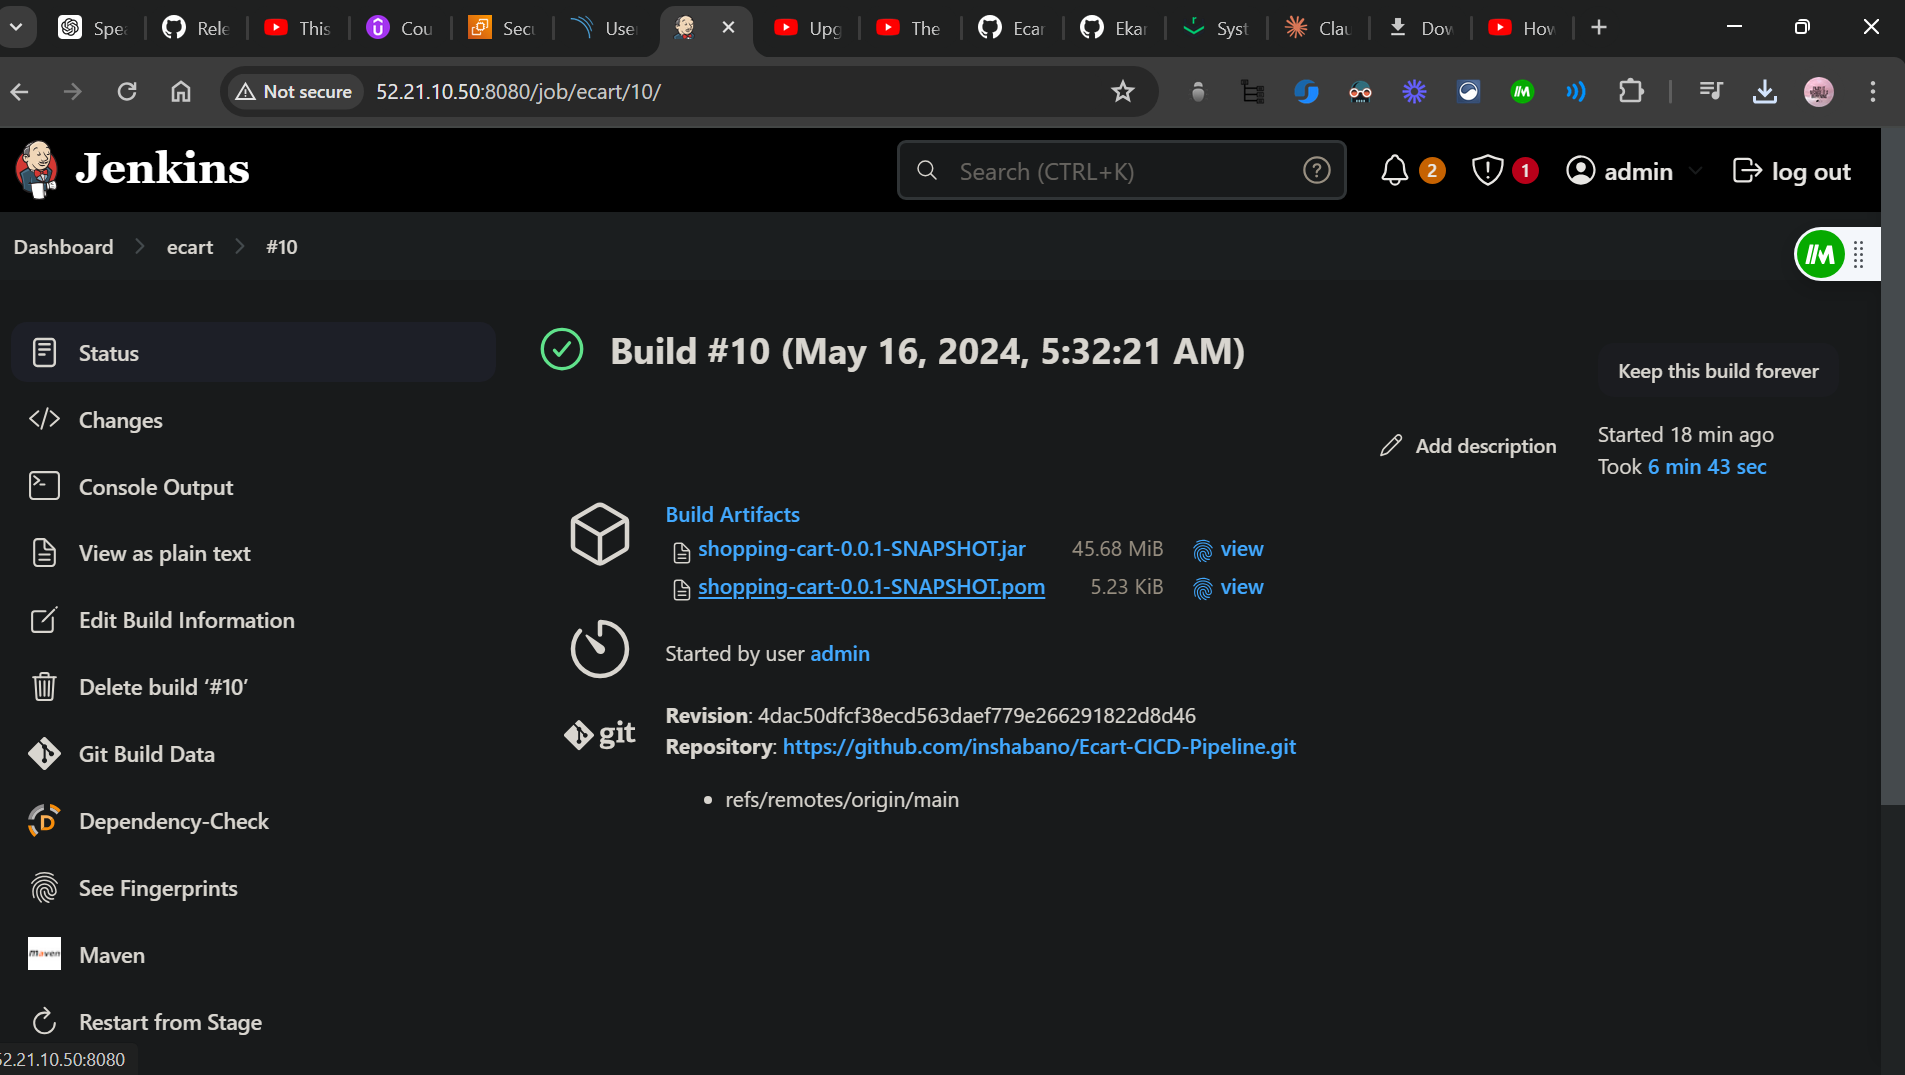 Spe
Rele
This
Cou
Secu
User
Upg
The
Ecar
Ekar
Syst
Clau
Dow
How
Not secure
52.21.10.50:8080/job/ecart/10/
Jenkins
Search (CTRL+K)
2
1
admin
log out
Dashboard
ecart
#10
Status
Changes
Console Output
View as plain text
Edit Build Information
Delete build ‘#10’
Git Build Data
Dependency-Check
See Fingerprints
Maven
Restart from Stage
52.21.10.50:8080
Build #10 (May 16, 2024, 5:32:21 AM)
Keep this build forever
Add description
Started 18 min ago
Took 6 min 43 sec
Build Artifacts
shopping-cart-0.0.1-SNAPSHOT.jar 45.68 MiB view
shopping-cart-0.0.1-SNAPSHOT.pom 5.23 KiB view
Started by user admin
git
Revision: 4dac50dfcf38ecd563daef779e266291822d8d46
Repository: https://github.com/inshabano/Ecart-CICD-Pipeline.git
refs/remotes/origin/main